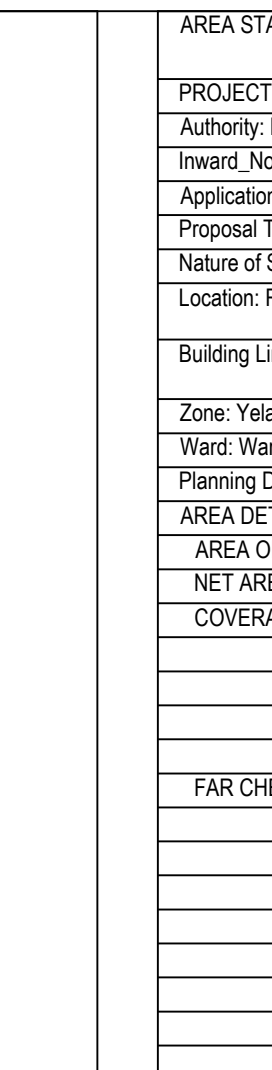 AREA STA
PROJECT
Authority:
Inward_No
Application
Proposal T
Nature of S
Location:
Building Li
Zone: Yela
Ward: War
Planning D
AREA DET
AREA O
NET ARE
COVERA
FAR CHE